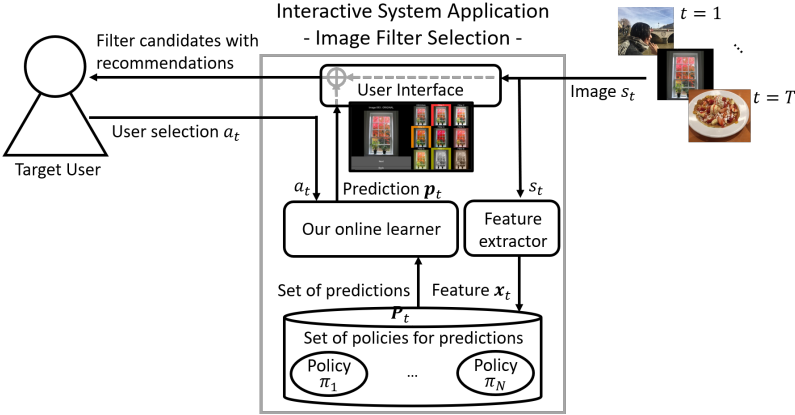 Interactive System Application
- Image Filter Selection -
t = 1
Filter candidates with
recommendations
User Interface
Image s_t
t = T
User selection a_t
Target User
a_t
Prediction p_t
s_t
Our online learner
Feature
extractor
Set of predictions
P_t
Feature x_t
Set of policies for predictions
Policy
π_1
...
Policy
π_N